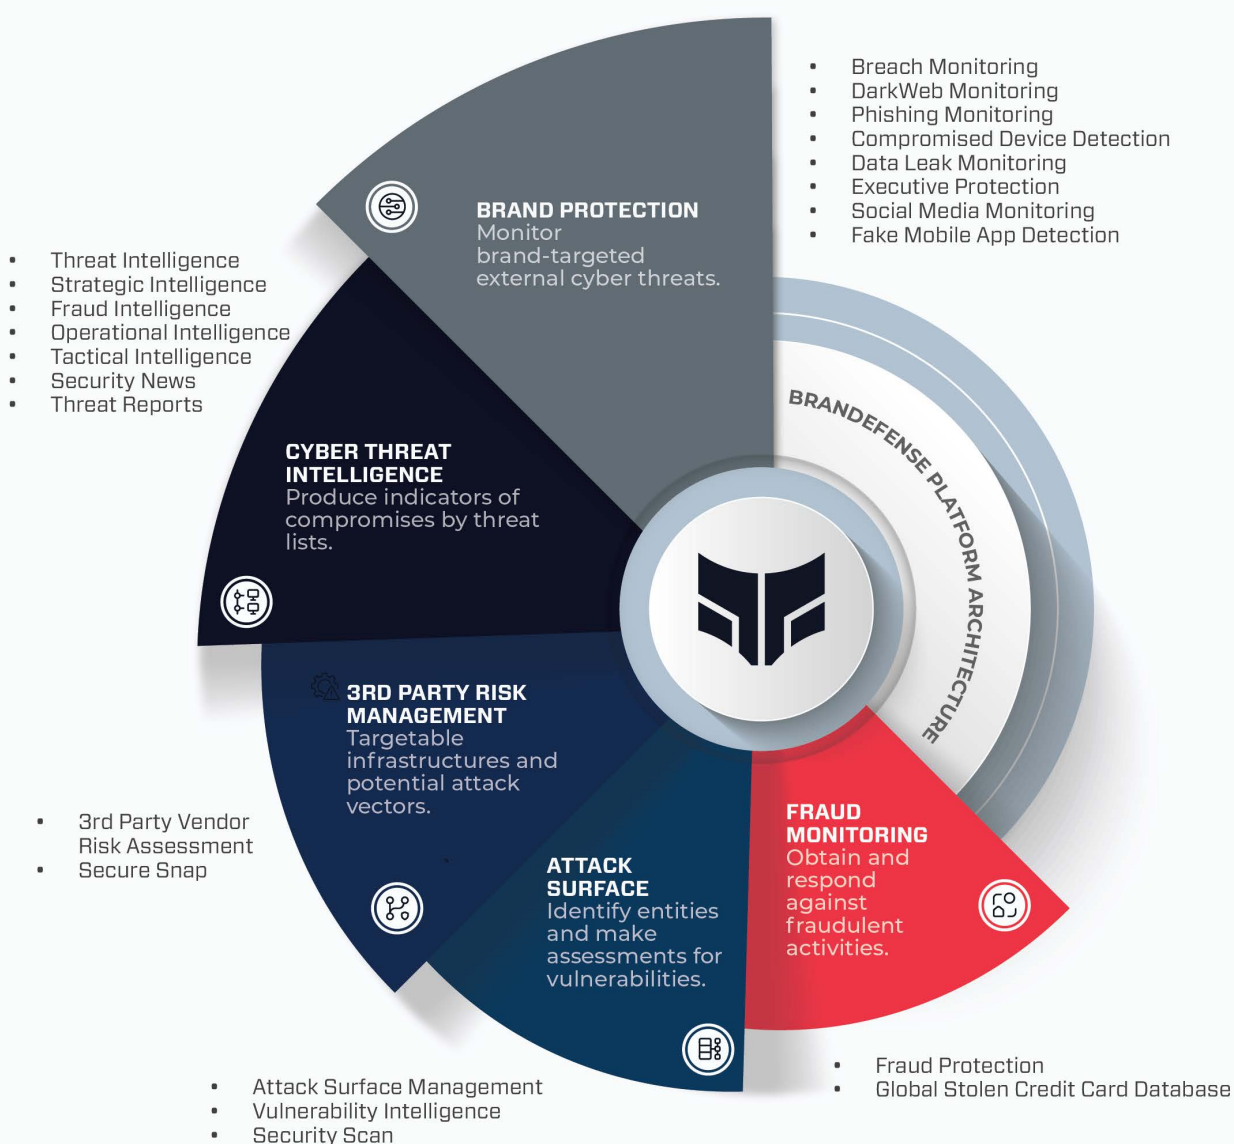 • Breach Monitoring
• DarkWeb Monitoring
• Phishing Monitoring
• Compromised Device Detection
• Data Leak Monitoring
• Executive Protection
• Social Media Monitoring
• Fake Mobile App Detection
BRAND PROTECTION
Monitor
brand-targeted
external cyber threats.
• Threat Intelligence
• Strategic Intelligence
• Fraud Intelligence
• Operational Intelligence
• Tactical Intelligence
• Security News
• Threat Reports
CYBER THREAT
INTELLIGENCE
Produce indicators of
compromises by threat
lists.
BRANDEFENSE PLATFORM ARCHITECTURE
3RD PARTY RISK
MANAGEMENT
Targetable
infrastructures and
potential attack
vectors.
• 3rd Party Vendor
Risk Assessment
• Secure Snap
ATTACK
SURFACE
Identify entities
and make
assessments for
vulnerabilities.
• Attack Surface Management
• Vulnerability Intelligence
• Security Scan
FRAUD
MONITORING
Obtain and
respond
against
fraudulent
activities.
• Fraud Protection
• Global Stolen Credit Card Database